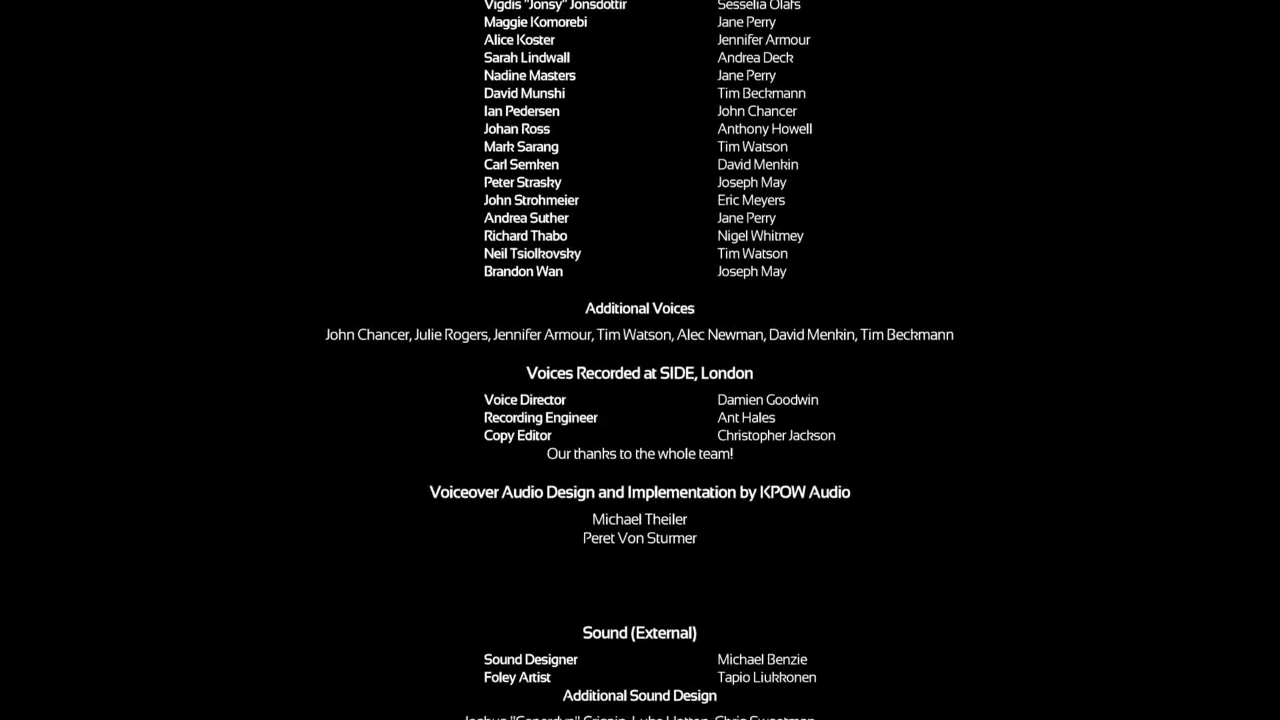 Vigdis "Jonsy" Jonsdottir Sesselia Olafs
Maggie Komorebi Jane Perry
Alice Koster Jennifer Armour
Sarah Lindwall Andrea Deck
Nadine Masters Jane Perry
David Munshi Tim Beckmann
Ian Pedersen John Chancer
Johan Ross Anthony Howell
Mark Sarang Tim Watson
Carl Semken David Menkin
Peter Strasky Joseph May
John Strohmeier Eric Meyers
Andrea Suther Jane Perry
Richard Thabo Nigel Whitmey
Neil Tsiolkovsky Tim Watson
Brandon Wan Joseph May
Additional Voices
John Chancer, Julie Rogers, Jennifer Armour, Tim Watson, Alec Newman, David Menkin, Tim Beckmann
Voices Recorded at SIDE, London
Voice Director Damien Goodwin
Recording Engineer Ant Hales
Copy Editor Christopher Jackson
Our thanks to the whole team!
Voiceover Audio Design and Implementation by KPOW Audio
Michael Theiler
Peret Von Sturmer
Sound (External)
Sound Designer Michael Benzie
Foley Artist Tapio Liukkonen
Additional Sound Design